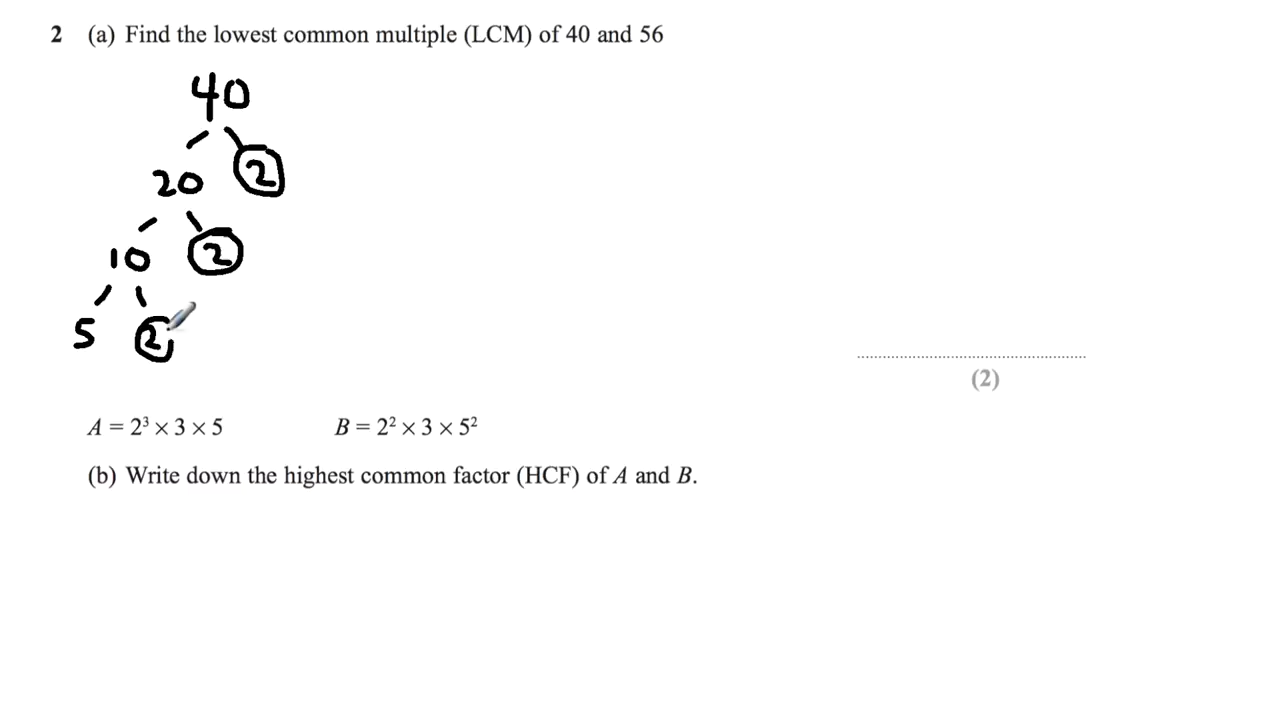 2 (a) Find the lowest common multiple (LCM) of 40 and 56
40
20 2
10 2
5 2
(2)
A = 2³ × 3 × 5 B = 2² × 3 × 5²
(b) Write down the highest common factor (HCF) of A and B.